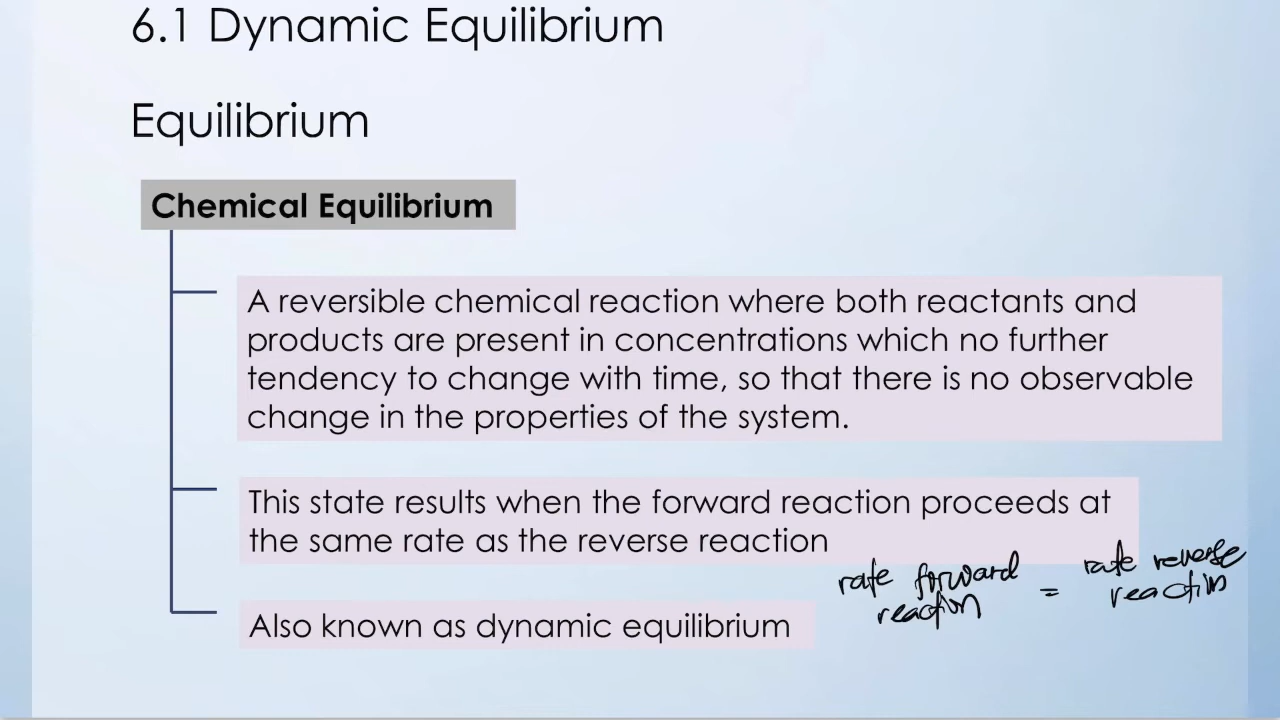 6.1 Dynamic Equilibrium
Equilibrium
Chemical Equilibrium
A reversible chemical reaction where both reactants and
products are present in concentrations which no further
tendency to change with time, so that there is no observable
change in the properties of the system.
This state results when the forward reaction proceeds at
the same rate as the reverse reaction
rate forward = rate reverse
reaction reaction
Also known as dynamic equilibrium